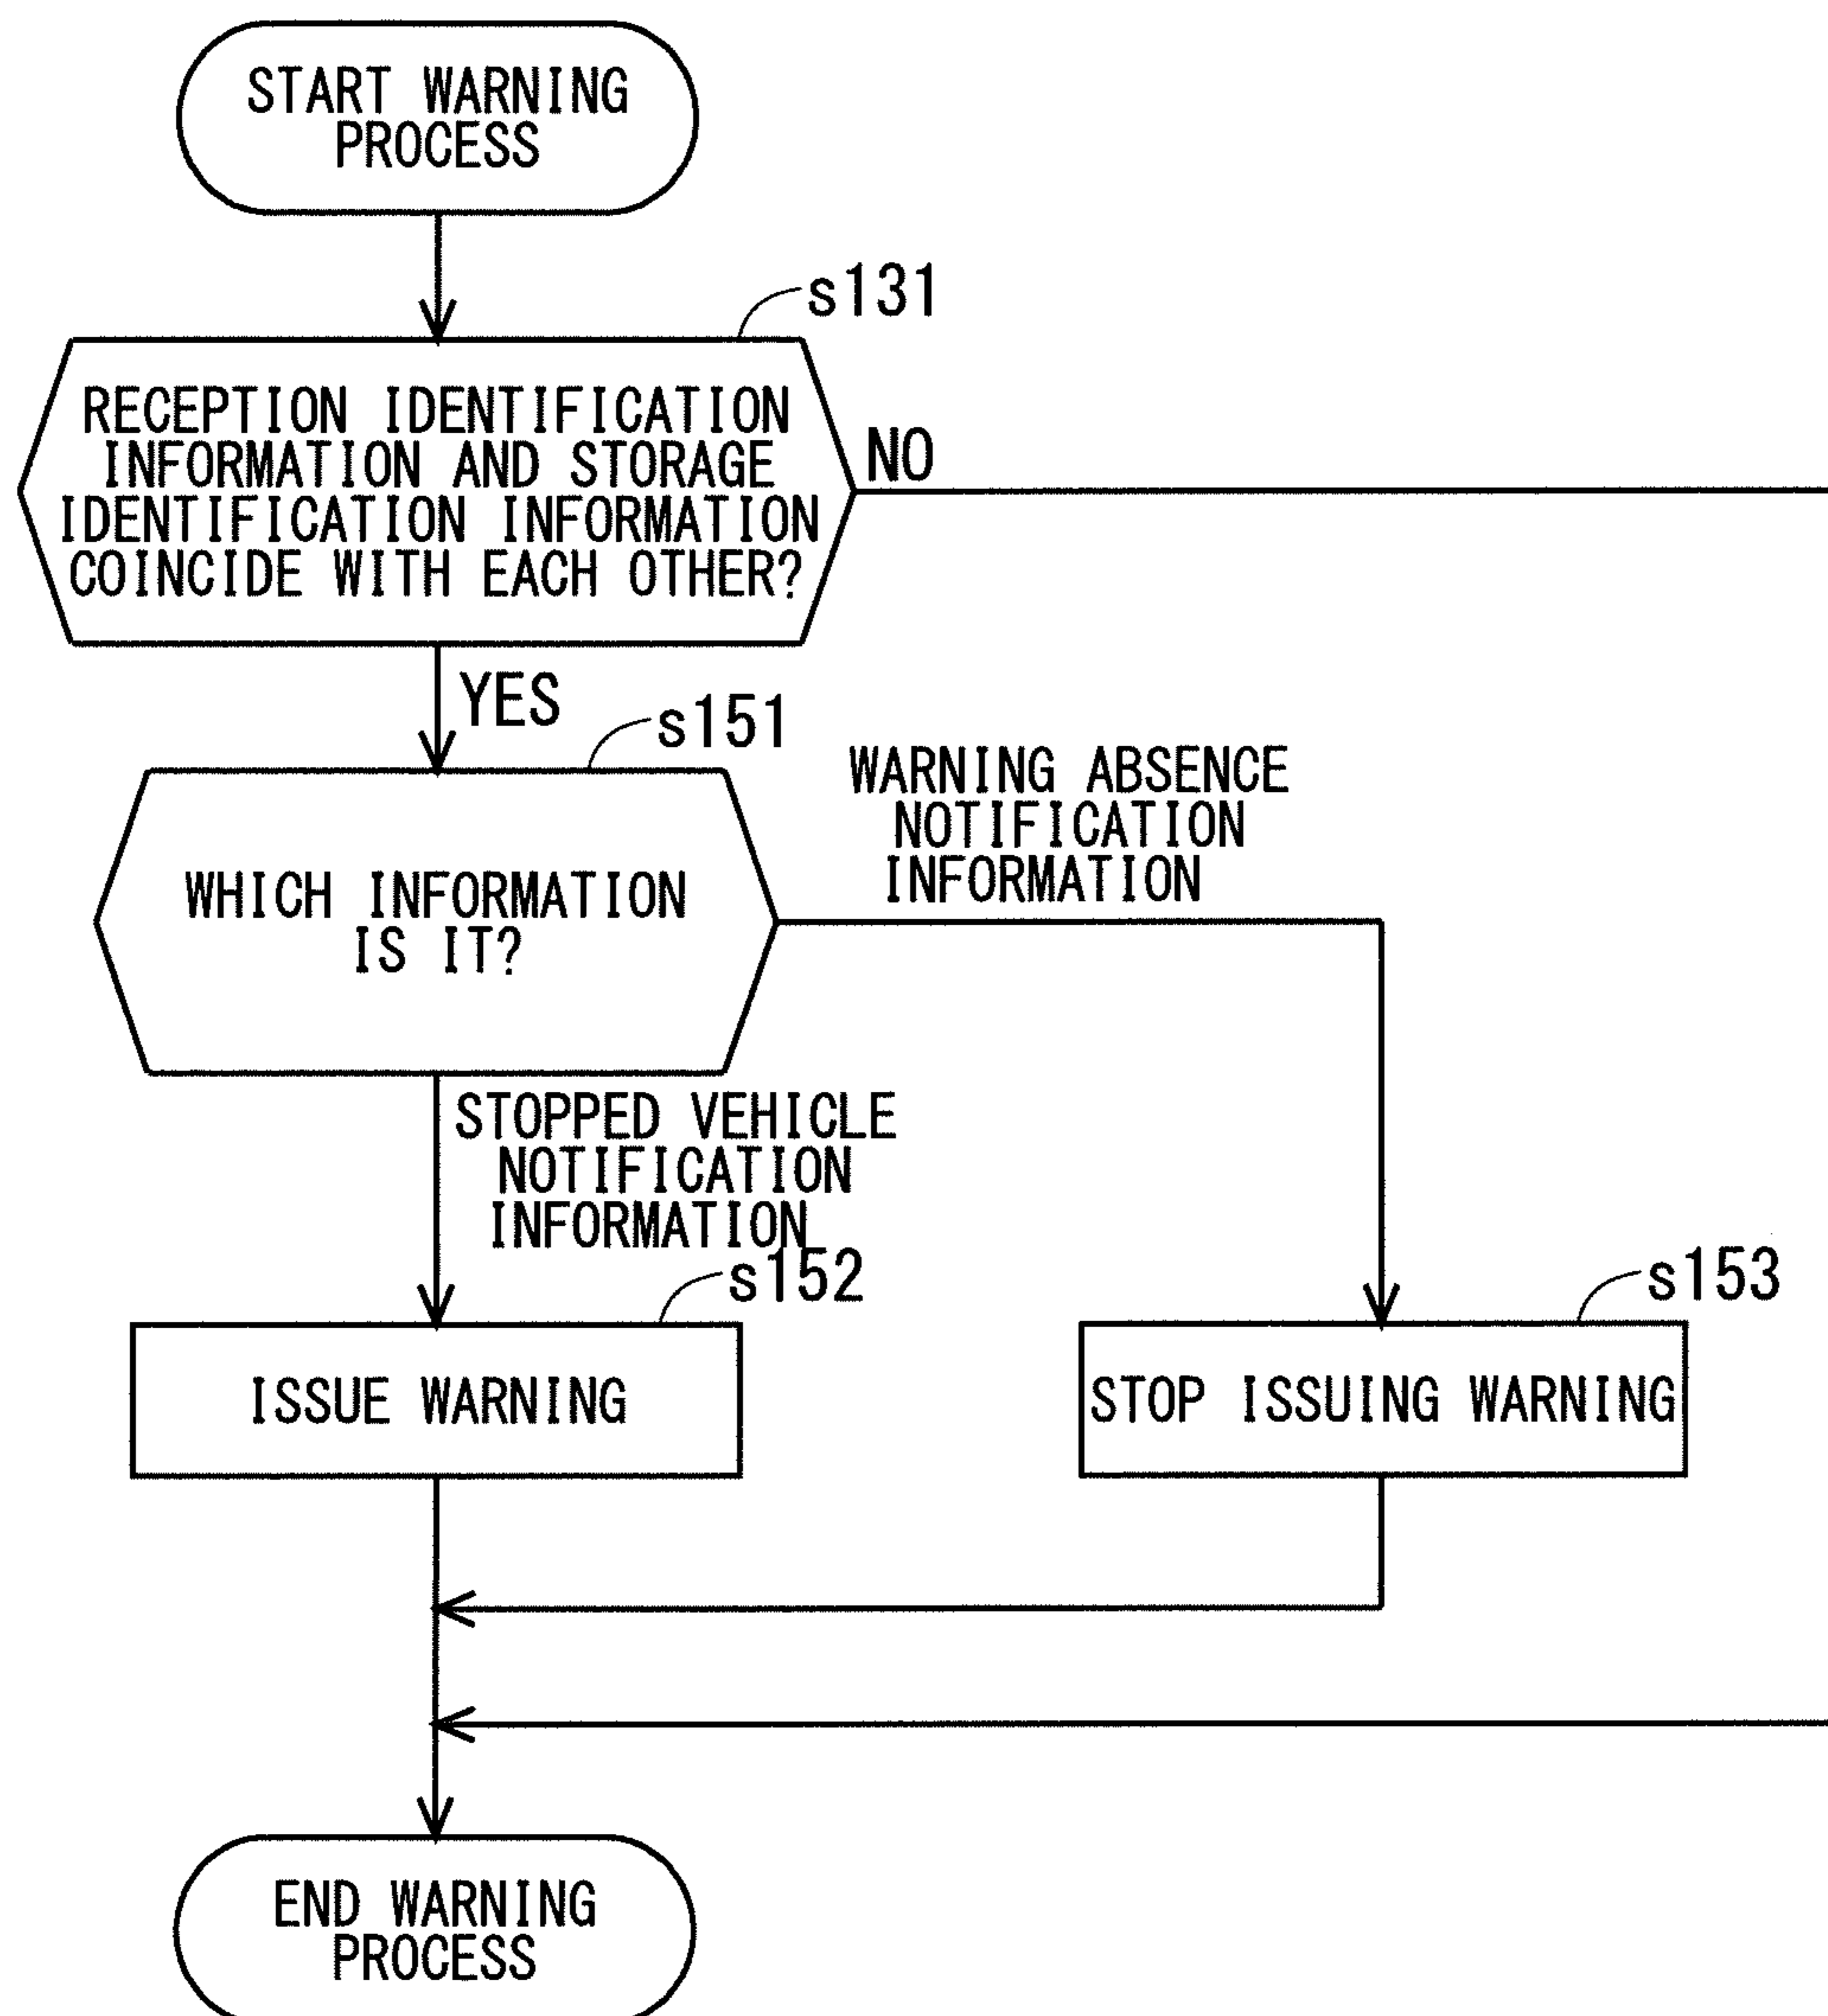 START WARNING
PROCESS
s131
RECEPTION IDENTIFICATION
INFORMATION AND STORAGE
IDENTIFICATION INFORMATION
COINCIDE WITH EACH OTHER?
NO
YES
s151
WARNING ABSENCE
NOTIFICATION
INFORMATION
WHICH INFORMATION
IS IT?
STOPPED VEHICLE
NOTIFICATION
INFORMATION
s152
s153
ISSUE WARNING
STOP ISSUING WARNING
END WARNING
PROCESS